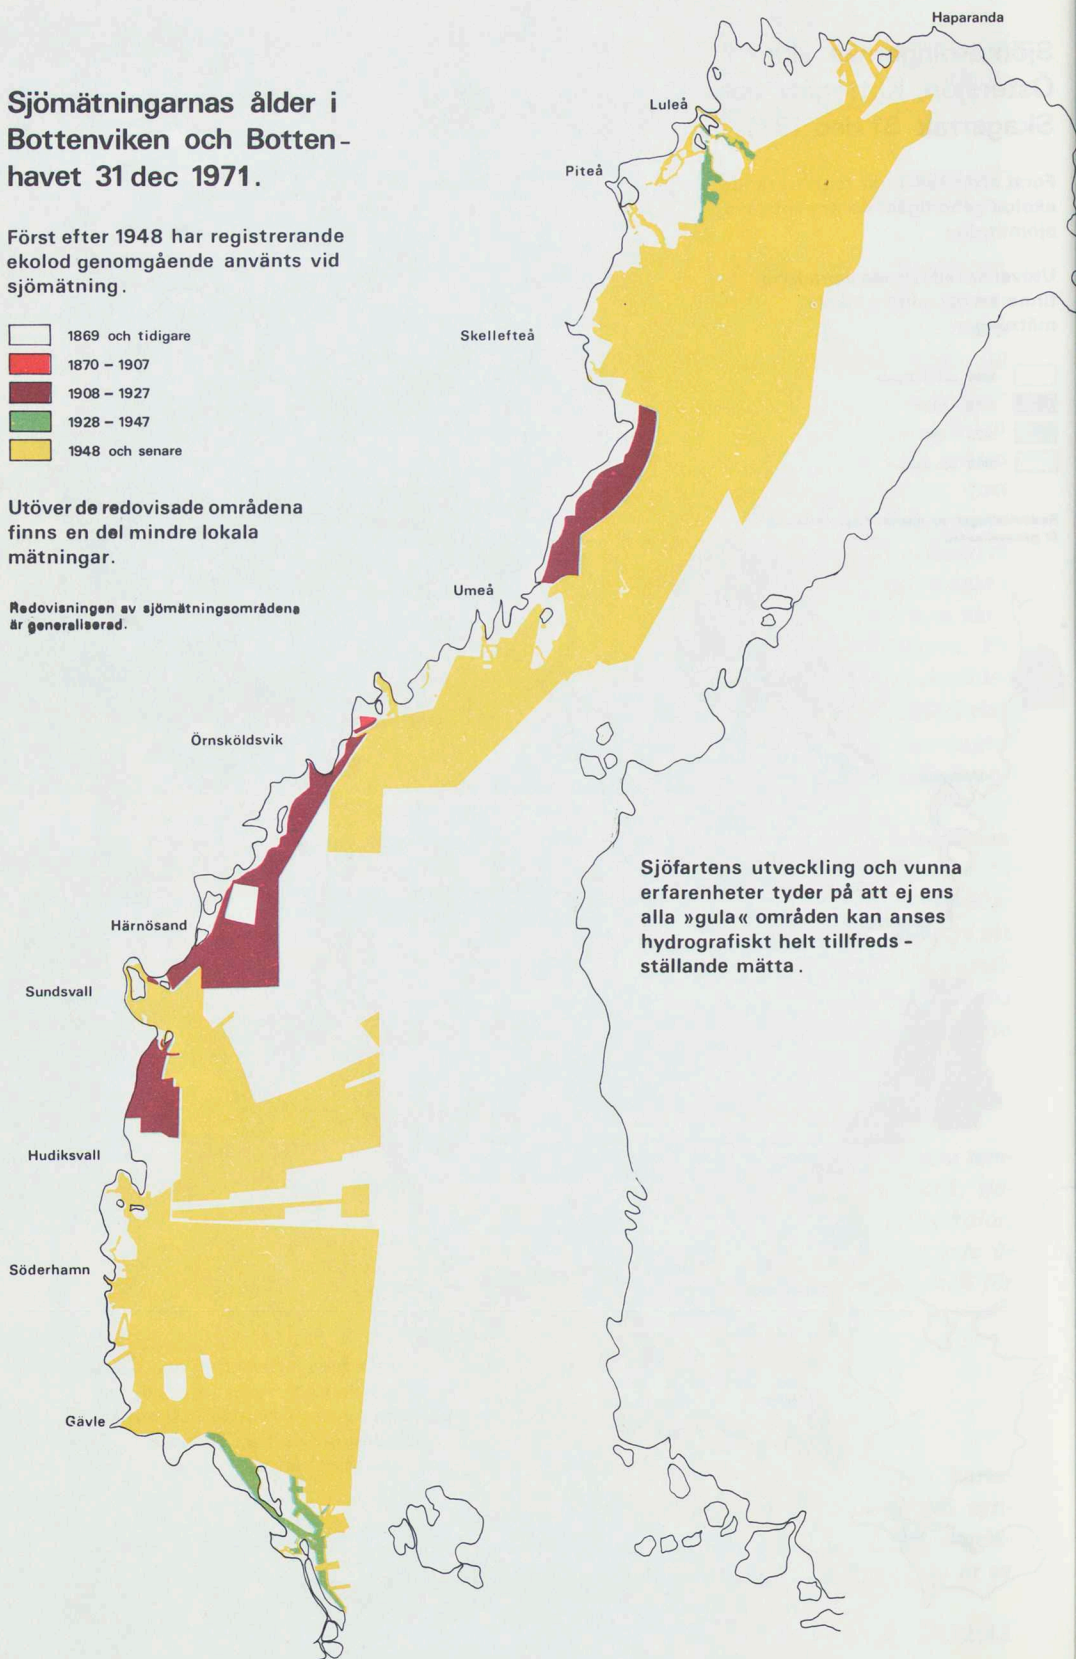 Sjömätningarnas ålder i
Bottenviken och Botten-
havet 31 dec 1971.
Först efter 1948 har registrerande
ekolod genomgående använts vid
sjömätning.
1869 och tidigare
1870 – 1907
1908 – 1927
1928 – 1947
1948 och senare
Utöver de redovisade områdena
finns en del mindre lokala
mätningar.
Redovisningen av sjömätningsområdena
är generaliserad.
Haparanda
Luleå
Piteå
Skellefteå
Umeå
Örnsköldsvik
Härnösand
Sundsvall
Hudiksvall
Söderhamn
Gävle
Sjöfartens utveckling och vunna
erfarenheter tyder på att ej ens
alla »gula« områden kan anses
hydrografiskt helt tillfreds-
ställande mätta.